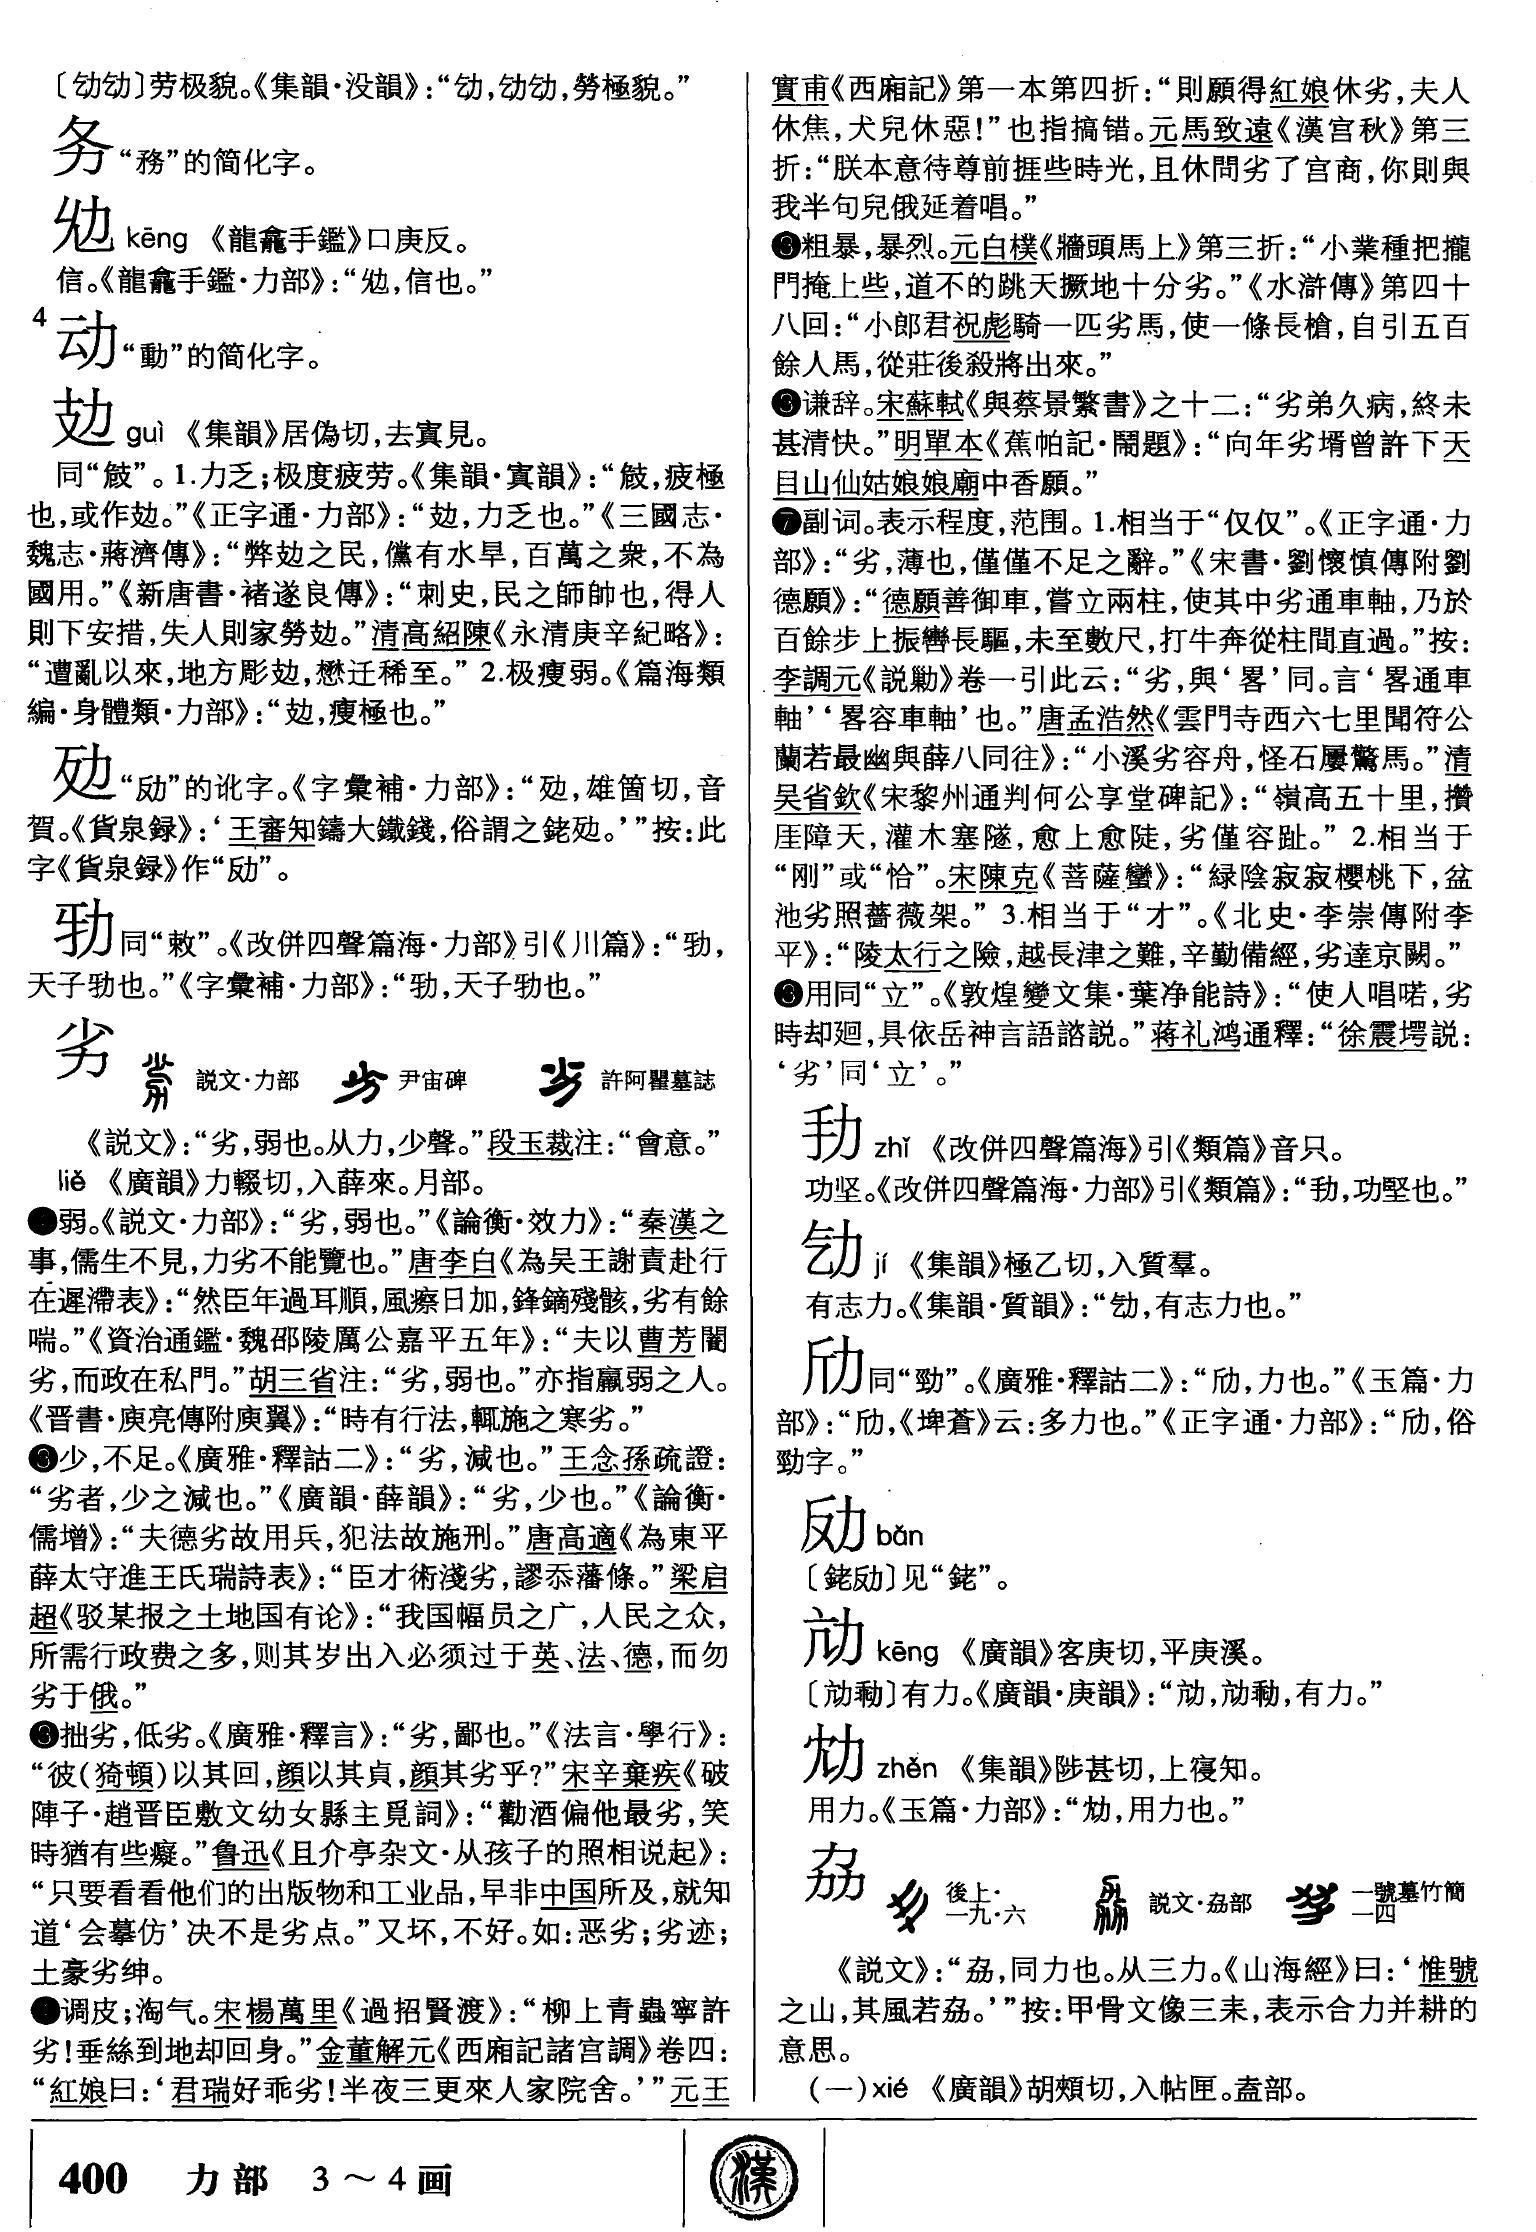 〔劺劺〕劳极貌。《集韻·没韻》：“劺，劺劺，勞極貌。”
务“務”的简化字。
㔙 kēng 《龍龕手鑑》口庚反。
信。《龍龕手鑑·力部》：“㔙，信也。”
4
动“動”的简化字。
攰 guì 《集韻》居偽切，去寘見。
同“㩻”。1.力乏；极度疲劳。《集韻·寘韻》：“㩻，疲極
也，或作攰。”《正字通·力部》：“攰，力乏也。”《三國志·
魏志·蔣濟傳》：“弊攰之民，儻有水旱，百萬之衆，不為
國用。”《新唐書·褚遂良傳》：“刺史，民之師帥也，得人
則下安措，失人則家勞攰。”清高紹陳《永清庚辛紀略》：
“遭亂以來，地方彫攰，懋迁稀至。” 2.极瘦弱。《篇海類
編·身體類·力部》：“攰，瘦極也。”
“㔓”的讹字。《字彙補·力部》：“，雄箇切，音
賀。《貨泉録》：‘王審知鑄大鐵錢，俗謂之銠。’”按：此
字《貨泉録》作“㔓”。
同“敕”。《改併四聲篇海·力部》引《川篇》：“，
天子也。”《字彙補·力部》：“，天子也。”
劣
説文·力部 尹宙碑 許阿瞿墓誌
《説文》：“劣，弱也。从力，少聲。”段玉裁注：“會意。”
liè 《廣韻》力輟切，入薛來。月部。
弱。《説文·力部》：“劣，弱也。”《論衡·效力》：“秦漢之
事，儒生不見，力劣不能覽也。”唐李白《為吴王謝責赴行
在遲滯表》：“然臣年過耳順，風瘵日加，鋒鏑殘骸，劣有餘
喘。”《資治通鑑·魏邵陵厲公嘉平五年》：“夫以曹芳闇
劣，而政在私門。”胡三省注：“劣，弱也。”亦指羸弱之人。
《晋書·庾亮傳附庾翼》：“時有行法，輒施之寒劣。”
少，不足。《廣雅·釋詁二》：“劣，減也。”王念孫疏證：
“劣者，少之減也。”《廣韻·薛韻》：“劣，少也。”《論衡·
儒增》：“夫德劣故用兵，犯法故施刑。”唐高適《為東平
薛太守進王氏瑞詩表》：“臣才術淺劣，謬忝藩條。”梁启
超《驳某报之土地国有论》：“我国幅员之广，人民之众，
所需行政费之多，则其岁出入必须过于英、法、德，而勿
劣于俄。”
拙劣，低劣。《廣雅·釋言》：“劣，鄙也。”《法言·學行》：
“彼（猗頓）以其回，顔以其貞，顔其劣乎？”宋辛棄疾《破
陣子·趙晋臣敷文幼女縣主覓詞》：“勸酒偏他最劣，笑
時猶有些癡。”鲁迅《且介亭杂文·从孩子的照相说起》：
“只要看看他们的出版物和工业品，早非中国所及，就知
道‘会摹仿’决不是劣点。”又坏，不好。如：恶劣；劣迹；
土豪劣绅。
调皮；淘气。宋楊萬里《過招賢渡》：“柳上青蟲寧許
劣！垂絲到地却回身。”金董解元《西廂記諸宫調》卷四：
“紅娘曰：‘君瑞好乖劣！半夜三更來人家院舍。’”元王
實甫《西廂記》第一本第四折：“則願得紅娘休劣，夫人
休焦，犬兒休惡！”也指搞错。元馬致遠《漢宫秋》第三
折：“朕本意待尊前捱些時光，且休問劣了宫商，你則與
我半句兒俄延着唱。”
粗暴，暴烈。元白樸《牆頭馬上》第三折：“小業種把攏
門掩上些，道不的跳天撅地十分劣。”《水滸傳》第四十
八回：“小郎君祝彪騎一匹劣馬，使一條長槍，自引五百
餘人馬，從莊後殺將出來。”
谦辞。宋蘇軾《與蔡景繁書》之十二：“劣弟久病，終未
甚清快。”明單本《蕉帕記·鬧題》：“向年劣壻曾許下天
目山仙姑娘娘廟中香願。”
❼副词。表示程度，范围。1.相当于“仅仅”。《正字通·力
部》：“劣，薄也，僅僅不足之辭。”《宋書·劉懷慎傳附劉
德願》：“德願善御車，嘗立兩柱，使其中劣通車軸，乃於
百餘步上振轡長驅，未至數尺，打牛奔從柱間直過。”按：
李調元《説勦》卷一引此云：“劣，與‘畧’同。言‘畧通車
軸’‘畧容車軸’也。”唐孟浩然《雲門寺西六七里聞符公
蘭若最幽與薛八同往》：“小溪劣容舟，怪石屢驚馬。”清
吴省欽《宋黎州通判何公享堂碑記》：“嶺高五十里，攢
厓障天，灌木塞隧，愈上愈陡，劣僅容趾。” 2.相当于
“刚”或“恰”。宋陳克《菩薩蠻》：“緑陰寂寂櫻桃下，盆
池劣照薔薇架。” 3.相当于“才”。《北史·李崇傳附李
平》：“陵太行之險，越長津之難，辛勤備經，劣達京闕。”
用同“立”。《敦煌變文集·葉净能詩》：“使人唱喏，劣
時却廻，具依岳神言語諮説。”蒋礼鸿通釋：“徐震堮説：
‘劣’同‘立’。”
zhǐ 《改併四聲篇海》引《類篇》音只。
功坚。《改併四聲篇海·力部》引《類篇》：“，功堅也。”
劮 jí 《集韻》極乙切，入質羣。
有志力。《集韻·質韻》：“，有志力也。”
劤同“勁”。《廣雅·釋詁二》：“劤，力也。”《玉篇·力
部》：“劤，《埤蒼》云：多力也。”《正字通·力部》：“劤，俗
勁字。”
㔓 bǎn
〔銠㔓〕见“銠”。
劥 kēng 《廣韻》客庚切，平庚溪。
〔劥勑〕有力。《廣韻·庚韻》：“劥，劥勑，有力。”
zhěn 《集韻》陟甚切，上寑知。
用力。《玉篇·力部》：“，用力也。”
劦
後上·一九·六 説文·劦部 一號墓竹簡一四
《説文》：“劦，同力也。从三力。《山海經》曰：‘惟號
之山，其風若劦。’”按：甲骨文像三耒，表示合力并耕的
意思。
（一）xié 《廣韻》胡頰切，入帖匣。盍部。
400 力部 3～4画
漢